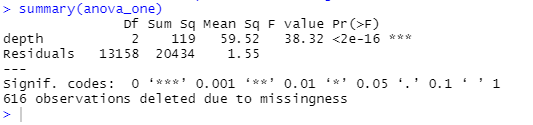 > summary(anova_one)
Df Sum Sq Mean Sq F value Pr(>F)
depth 2 119 59.52 38.32 <2e-16 ***
Residuals 13158 20434 1.55
---
Signif. codes: 0 ‘***’ 0.001 ‘**’ 0.01 ‘*’ 0.05 ‘.’ 0.1 ‘ ’ 1
616 observations deleted due to missingness
>